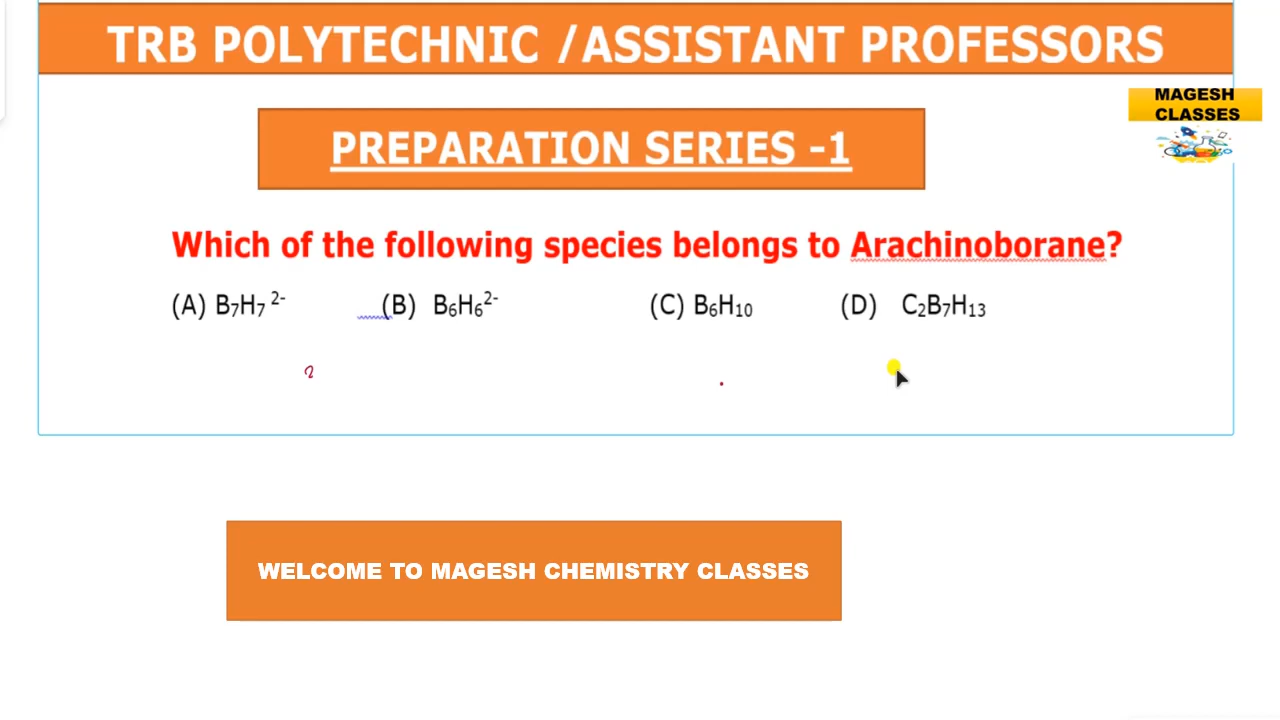 TRB POLYTECHNIC /ASSISTANT PROFESSORS
MAGESH
CLASSES
PREPARATION SERIES -1
Which of the following species belongs to Arachinoborane?
(A) B₇H₇ ²⁻ (B) B₆H₆²⁻ (C) B₆H₁₀ (D) C₂B₇H₁₃
WELCOME TO MAGESH CHEMISTRY CLASSES